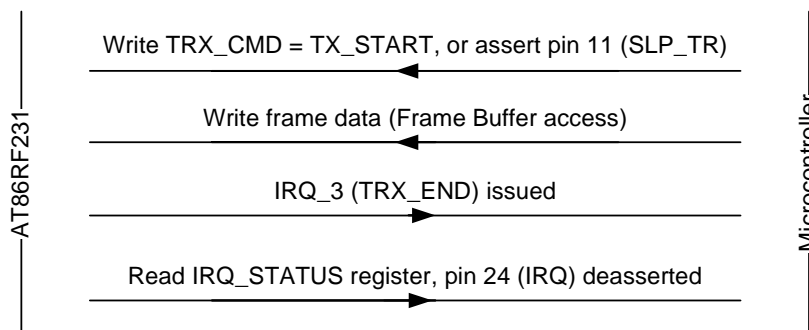 Write TRX_CMD = TX_START, or assert pin 11 (SLP_TR)
Write frame data (Frame Buffer access)
IRQ_3 (TRX_END) issued
Read IRQ_STATUS register, pin 24 (IRQ) deasserted
AT86RF231
Microcontroller